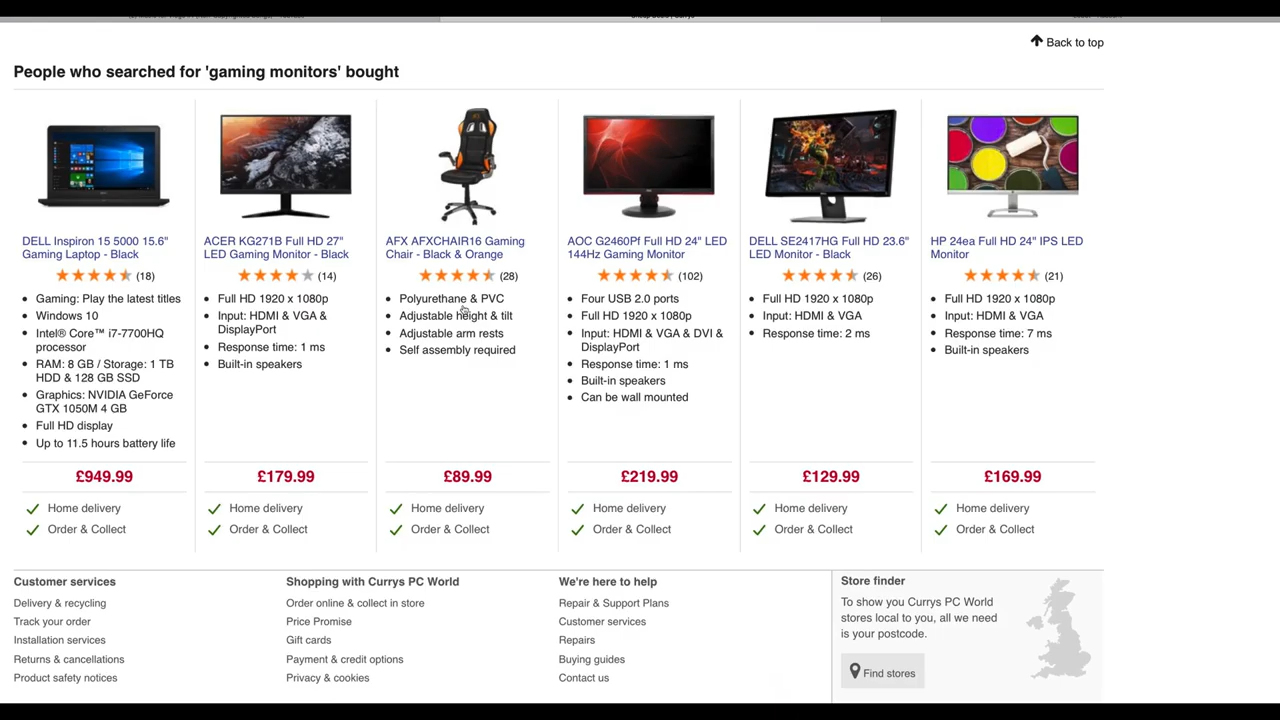 Back to top
People who searched for 'gaming monitors' bought
DELL Inspiron 15 5000 15.6"
Gaming Laptop - Black
(18)
Gaming: Play the latest titles
Windows 10
Intel® Core™ i7-7700HQ
processor
RAM: 8 GB / Storage: 1 TB
HDD & 128 GB SSD
Graphics: NVIDIA GeForce
GTX 1050M 4 GB
Full HD display
Up to 11.5 hours battery life
£949.99
Home delivery
Order & Collect
ACER KG271B Full HD 27"
LED Gaming Monitor - Black
(14)
Full HD 1920 x 1080p
Input: HDMI & VGA &
DisplayPort
Response time: 1 ms
Built-in speakers
£179.99
Home delivery
Order & Collect
AFX AFXCHAIR16 Gaming
Chair - Black & Orange
(28)
Polyurethane & PVC
Adjustable height & tilt
Adjustable arm rests
Self assembly required
£89.99
Home delivery
Order & Collect
AOC G2460Pf Full HD 24" LED
144Hz Gaming Monitor
(102)
Four USB 2.0 ports
Full HD 1920 x 1080p
Input: HDMI & VGA & DVI &
DisplayPort
Response time: 1 ms
Built-in speakers
Can be wall mounted
£219.99
Home delivery
Order & Collect
DELL SE2417HG Full HD 23.6"
LED Monitor - Black
(26)
Full HD 1920 x 1080p
Input: HDMI & VGA
Response time: 2 ms
£129.99
Home delivery
Order & Collect
HP 24ea Full HD 24" IPS LED
Monitor
(21)
Full HD 1920 x 1080p
Input: HDMI & VGA
Response time: 7 ms
Built-in speakers
£169.99
Home delivery
Order & Collect
Customer services
Delivery & recycling
Track your order
Installation services
Returns & cancellations
Product safety notices
Shopping with Currys PC World
Order online & collect in store
Price Promise
Gift cards
Payment & credit options
Privacy & cookies
We're here to help
Repair & Support Plans
Customer services
Repairs
Buying guides
Contact us
Store finder
To show you Currys PC World
stores local to you, all we need
is your postcode.
Find stores